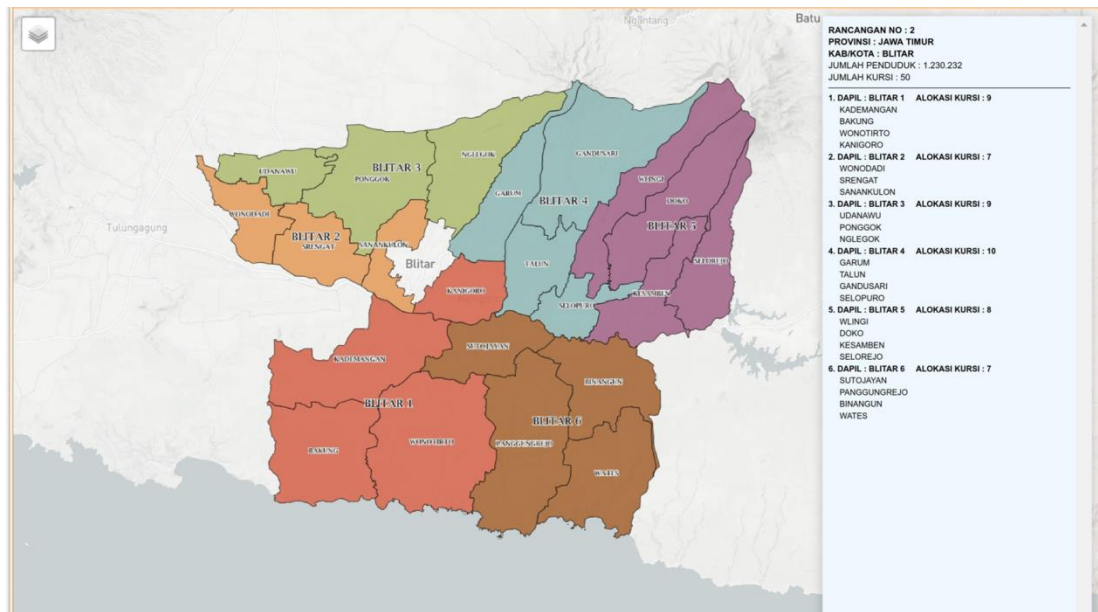 Ngantang
Batu
UDANAWU
BLITAR 3
PONGGOK
NGLEGOK
GANDUSARI
GARUM
BLITAR 4
WLINGI
DOKO
BLITAR 5
WONODADI
Tulungagung
BLITAR 2
SRENGAT
SANANKULON
Blitar
TALUN
SELOREJO
KANIGORO
KESAMBEN
SELOPURO
SUTOJAYAN
KADEMANGAN
BINANGUN
BLITAR 1
BLITAR 6
BAKUNG
WONOTIRTO
PANGGUNGREJO
WATES
RANCANGAN NO : 2
PROVINSI : JAWA TIMUR
KAB/KOTA : BLITAR
JUMLAH PENDUDUK : 1.230.232
JUMLAH KURSI : 50
1. DAPIL : BLITAR 1 ALOKASI KURSI : 9
KADEMANGAN
BAKUNG
WONOTIRTO
KANIGORO
2. DAPIL : BLITAR 2 ALOKASI KURSI : 7
WONODADI
SRENGAT
SANANKULON
3. DAPIL : BLITAR 3 ALOKASI KURSI : 9
UDANAWU
PONGGOK
NGLEGOK
4. DAPIL : BLITAR 4 ALOKASI KURSI : 10
GARUM
TALUN
GANDUSARI
SELOPURO
5. DAPIL : BLITAR 5 ALOKASI KURSI : 8
WLINGI
DOKO
KESAMBEN
SELOREJO
6. DAPIL : BLITAR 6 ALOKASI KURSI : 7
SUTOJAYAN
PANGGUNGREJO
BINANGUN
WATES